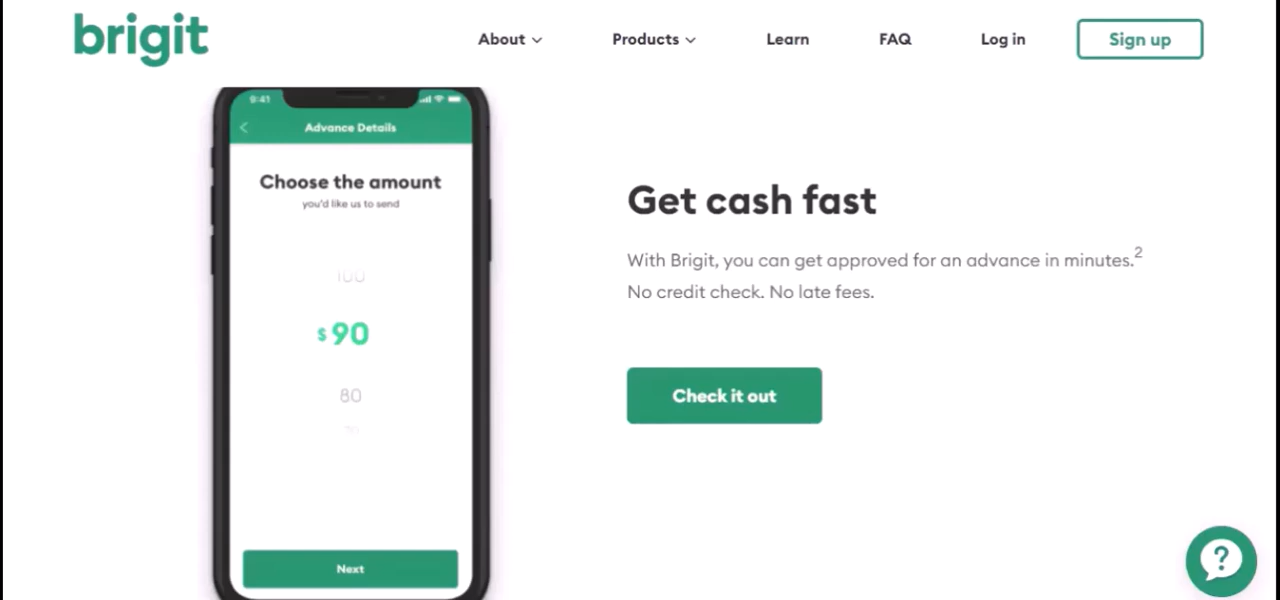 brigit
About
Products
Learn
FAQ
Log in
Sign up
9:41
Advance Details
Choose the amount
you'd like us to send
100
$90
80
Next
Get cash fast
With Brigit, you can get approved for an advance in minutes.2
No credit check. No late fees.
Check it out
?